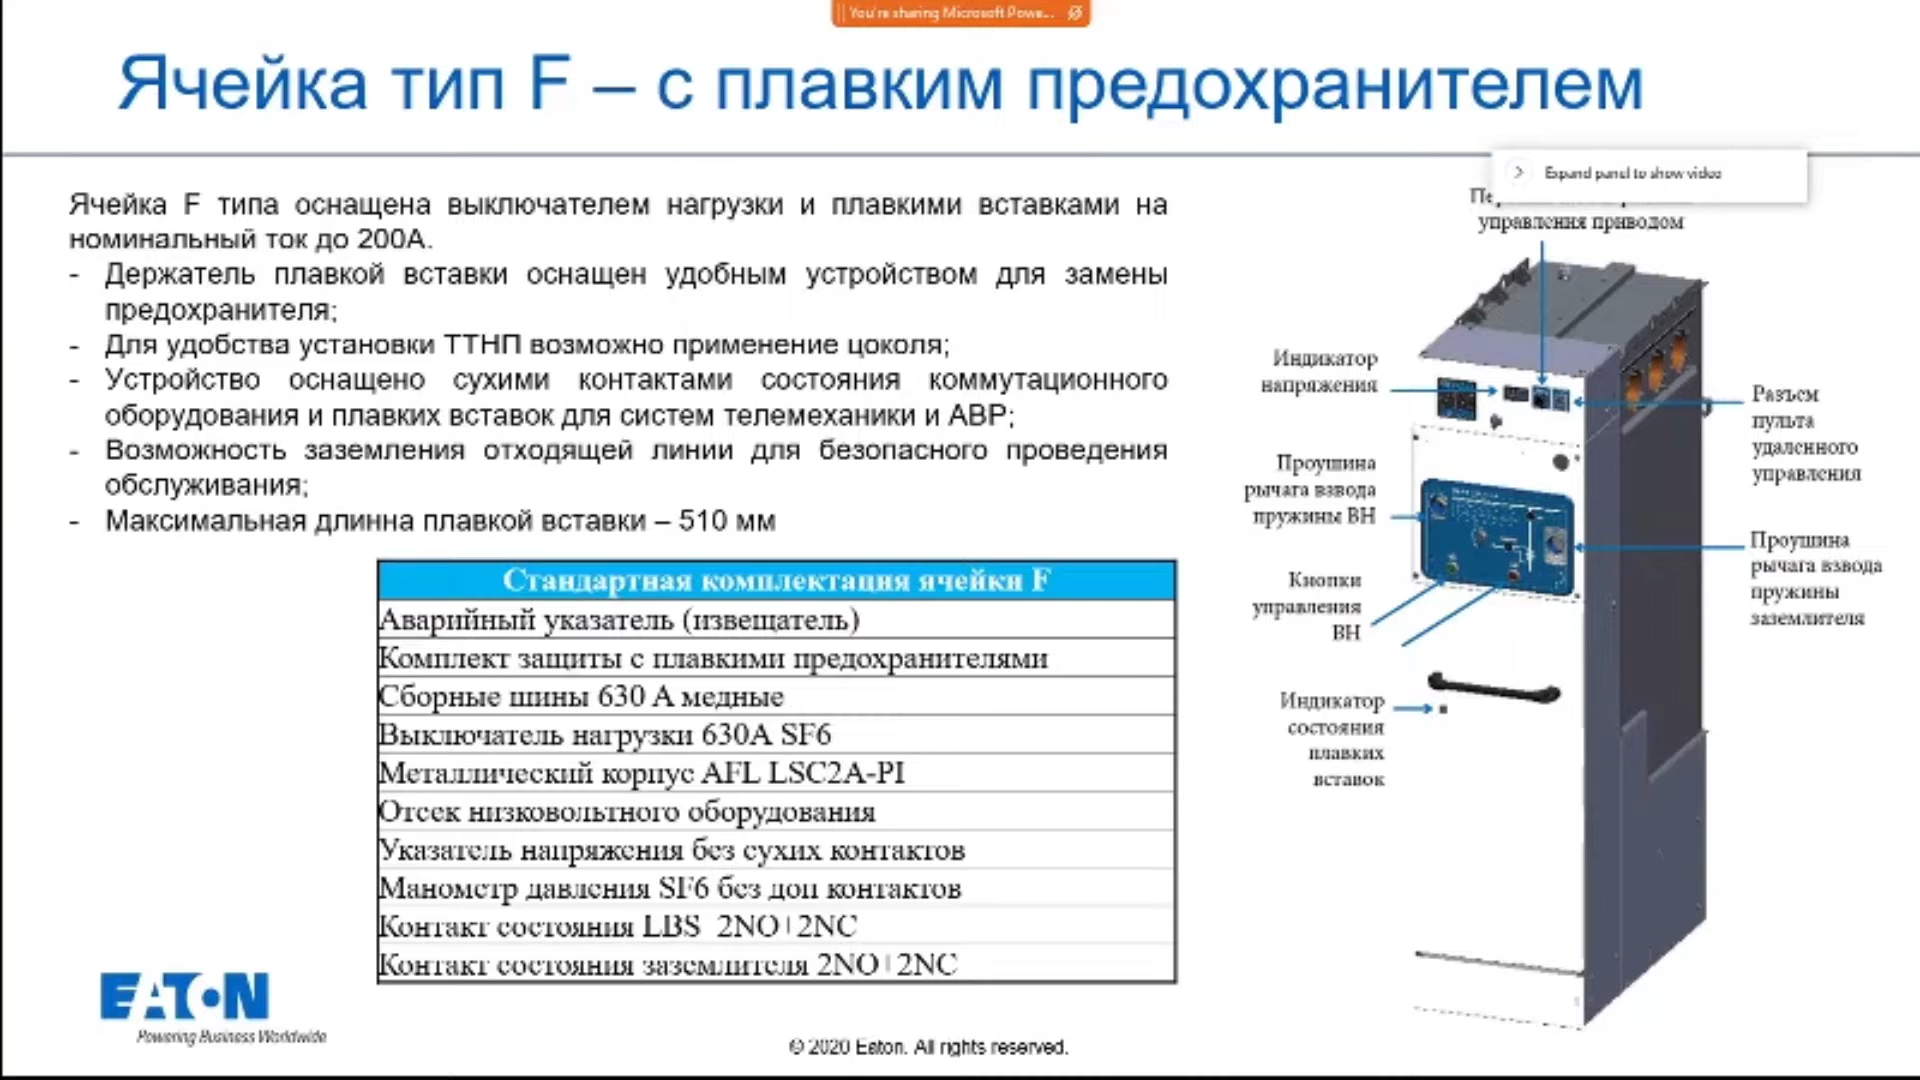 You're sharing Microsoft Powe...
Ячейка тип F – с плавким предохранителем
Expand panel to show video
Ячейка F типа оснащена выключателем нагрузки и плавкими вставками на
номинальный ток до 200А.
- Держатель плавкой вставки оснащен удобным устройством для замены
предохранителя;
- Для удобства установки ТТНП возможно применение цоколя;
- Устройство оснащено сухими контактами состояния коммутационного
оборудования и плавких вставок для систем телемеханики и АВР;
- Возможность заземления отходящей линии для безопасного проведения
обслуживания;
- Максимальная длинна плавкой вставки – 510 мм
Стандартная комплектация ячейки F
Аварийный указатель (извещатель)
Комплект защиты с плавкими предохранителями
Сборные шины 630 А медные
Выключатель нагрузки 630А SF6
Металлический корпус AFL LSC2A-PI
Отсек низковольтного оборудования
Указатель напряжения без сухих контактов
Манометр давления SF6 без доп контактов
Контакт состояния LBS 2NO+2NC
Контакт состояния заземлителя 2NO+2NC
управления приводом
Индикатор
напряжения
Проушина
рычага взвода
пружины ВН
Кнопки
управления
ВН
Индикатор
состояния
плавких
вставок
Разъем
пульта
удаленного
управления
Проушина
рычага взвода
пружины
заземлителя
EATON
Powering Business Worldwide
© 2020 Eaton. All rights reserved.